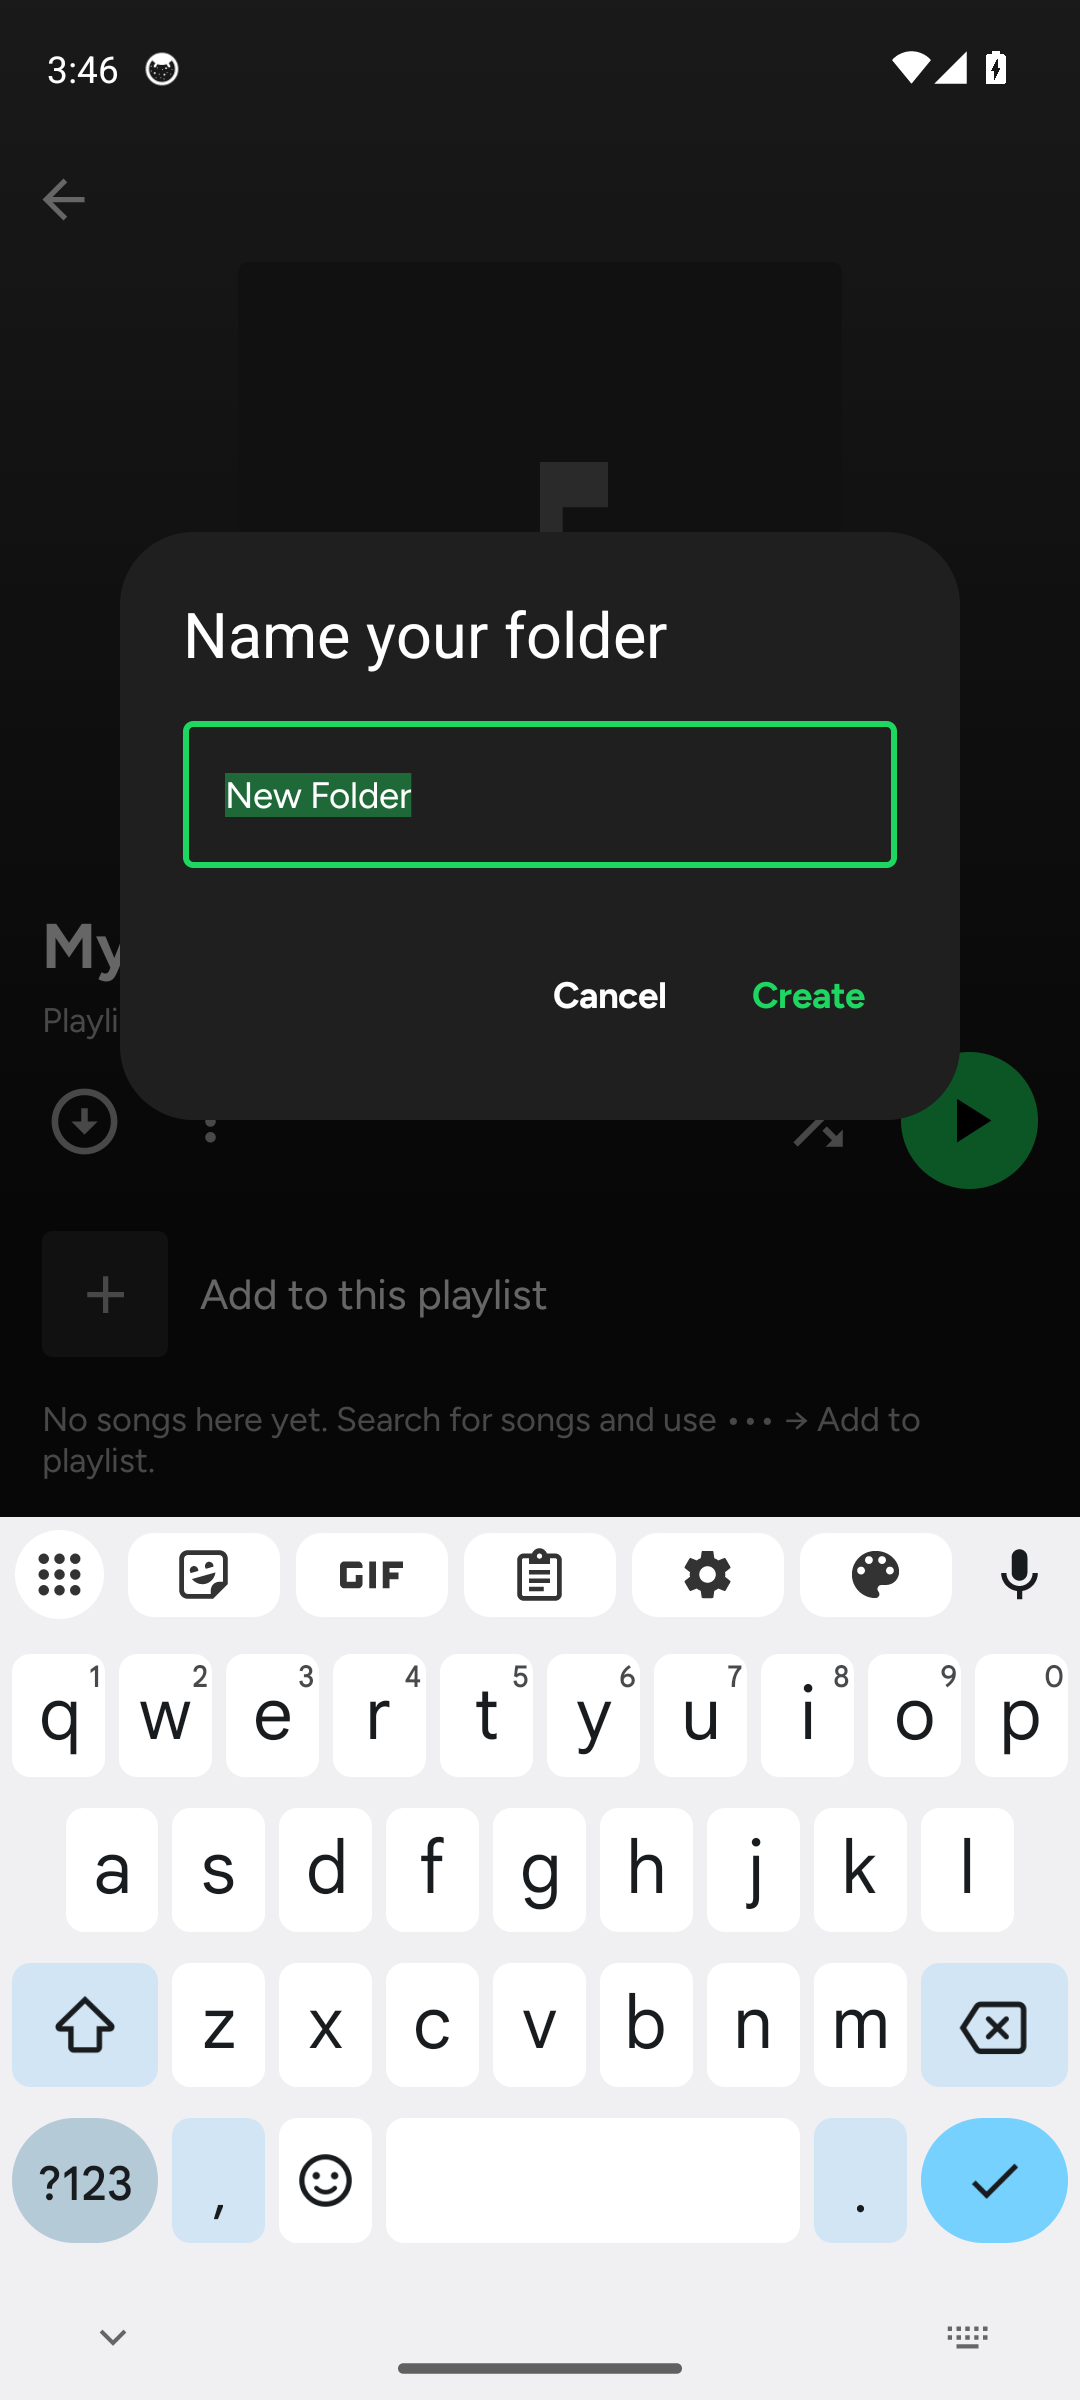 3:46
Name your folder
New Folder
My
Playli
Cancel Create
Add to this playlist
No songs here yet. Search for songs and use ••• → Add to
playlist.
GIF
1 2 3 4 5 6 7 8 9 0
q w e r t y u i o p
a s d f g h j k l
z x c v b n m
?123 , .